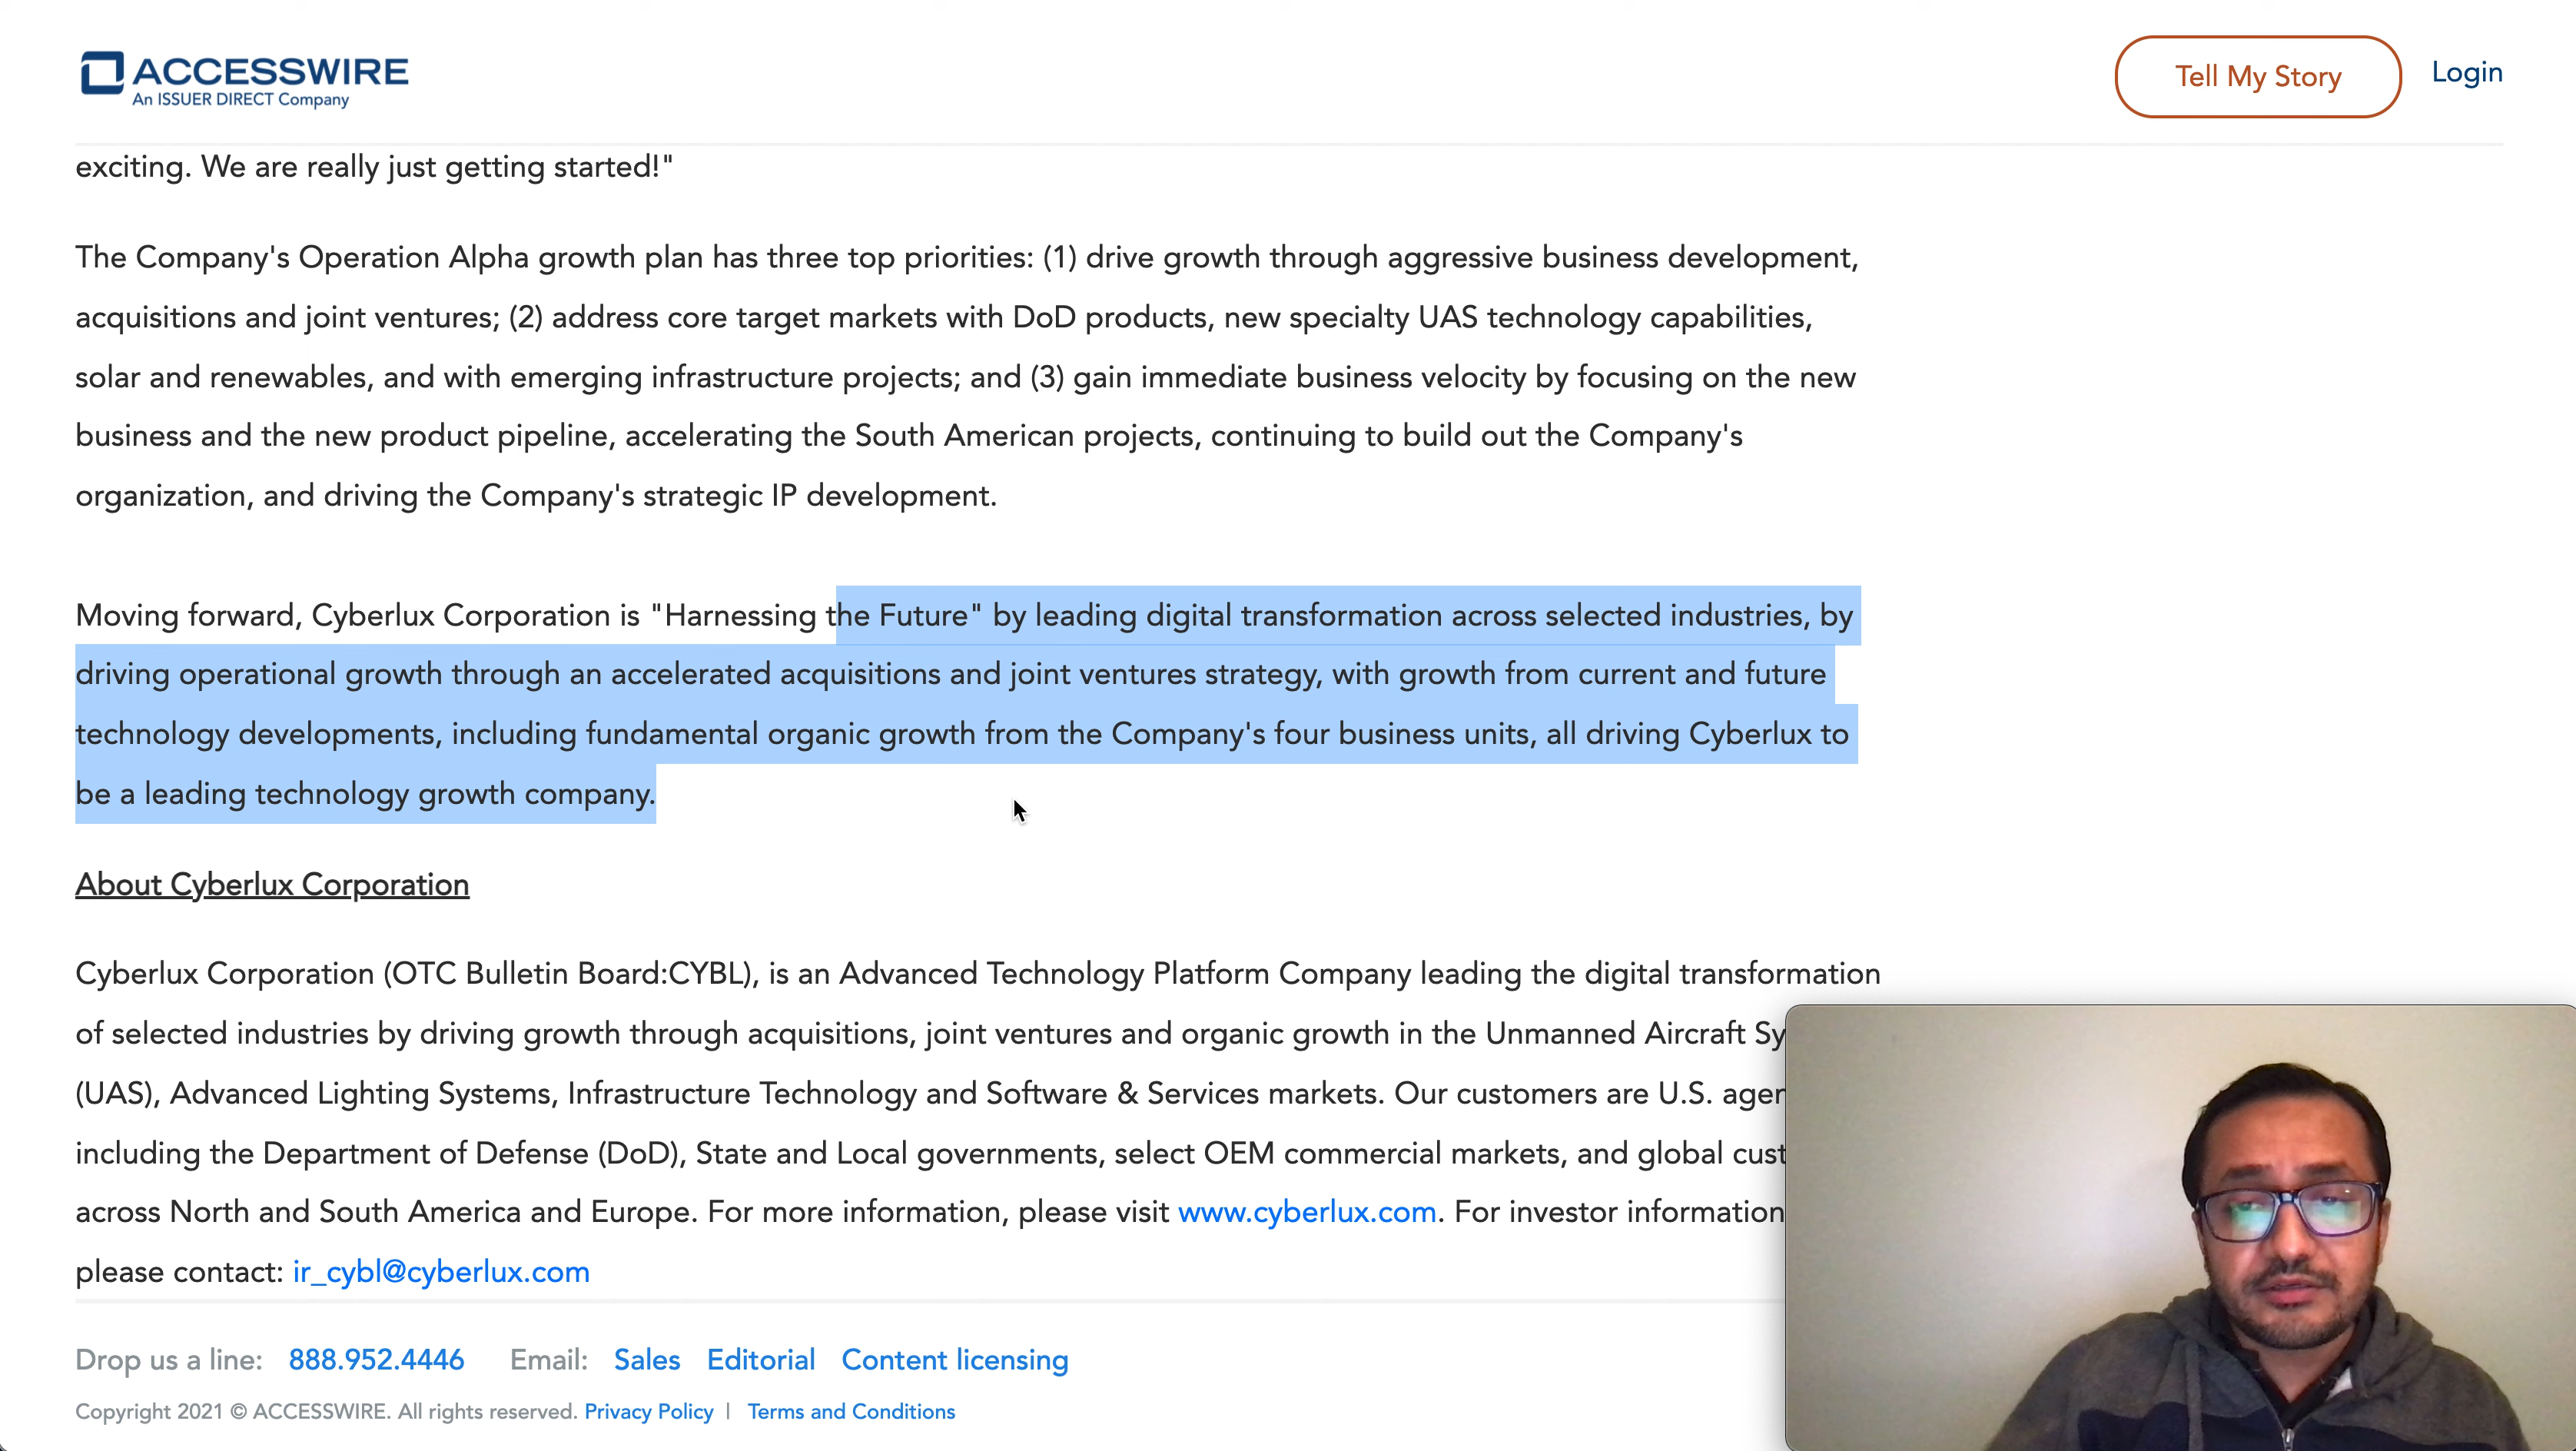 ACCESSWIRE
An ISSUER DIRECT Company
Tell My Story
Login
exciting. We are really just getting started!"
The Company's Operation Alpha growth plan has three top priorities: (1) drive growth through aggressive business development,
acquisitions and joint ventures; (2) address core target markets with DoD products, new specialty UAS technology capabilities,
solar and renewables, and with emerging infrastructure projects; and (3) gain immediate business velocity by focusing on the new
business and the new product pipeline, accelerating the South American projects, continuing to build out the Company's
organization, and driving the Company's strategic IP development.
Moving forward, Cyberlux Corporation is "Harnessing the Future" by leading digital transformation across selected industries, by
driving operational growth through an accelerated acquisitions and joint ventures strategy, with growth from current and future
technology developments, including fundamental organic growth from the Company's four business units, all driving Cyberlux to
be a leading technology growth company.
About Cyberlux Corporation
Cyberlux Corporation (OTC Bulletin Board:CYBL), is an Advanced Technology Platform Company leading the digital transformation
of selected industries by driving growth through acquisitions, joint ventures and organic growth in the Unmanned Aircraft
(UAS), Advanced Lighting Systems, Infrastructure Technology and Software & Services markets. Our customers are U.S.
including the Department of Defense (DoD), State and Local governments, select OEM commercial markets, and global
across North and South America and Europe. For more information, please visit www.cyberlux.com. For investor information
please contact: ir_cybl@cyberlux.com
Drop us a line: 888.952.4446 Email: Sales Editorial Content licensing
Copyright 2021 © ACCESSWIRE. All rights reserved. Privacy Policy | Terms and Conditions